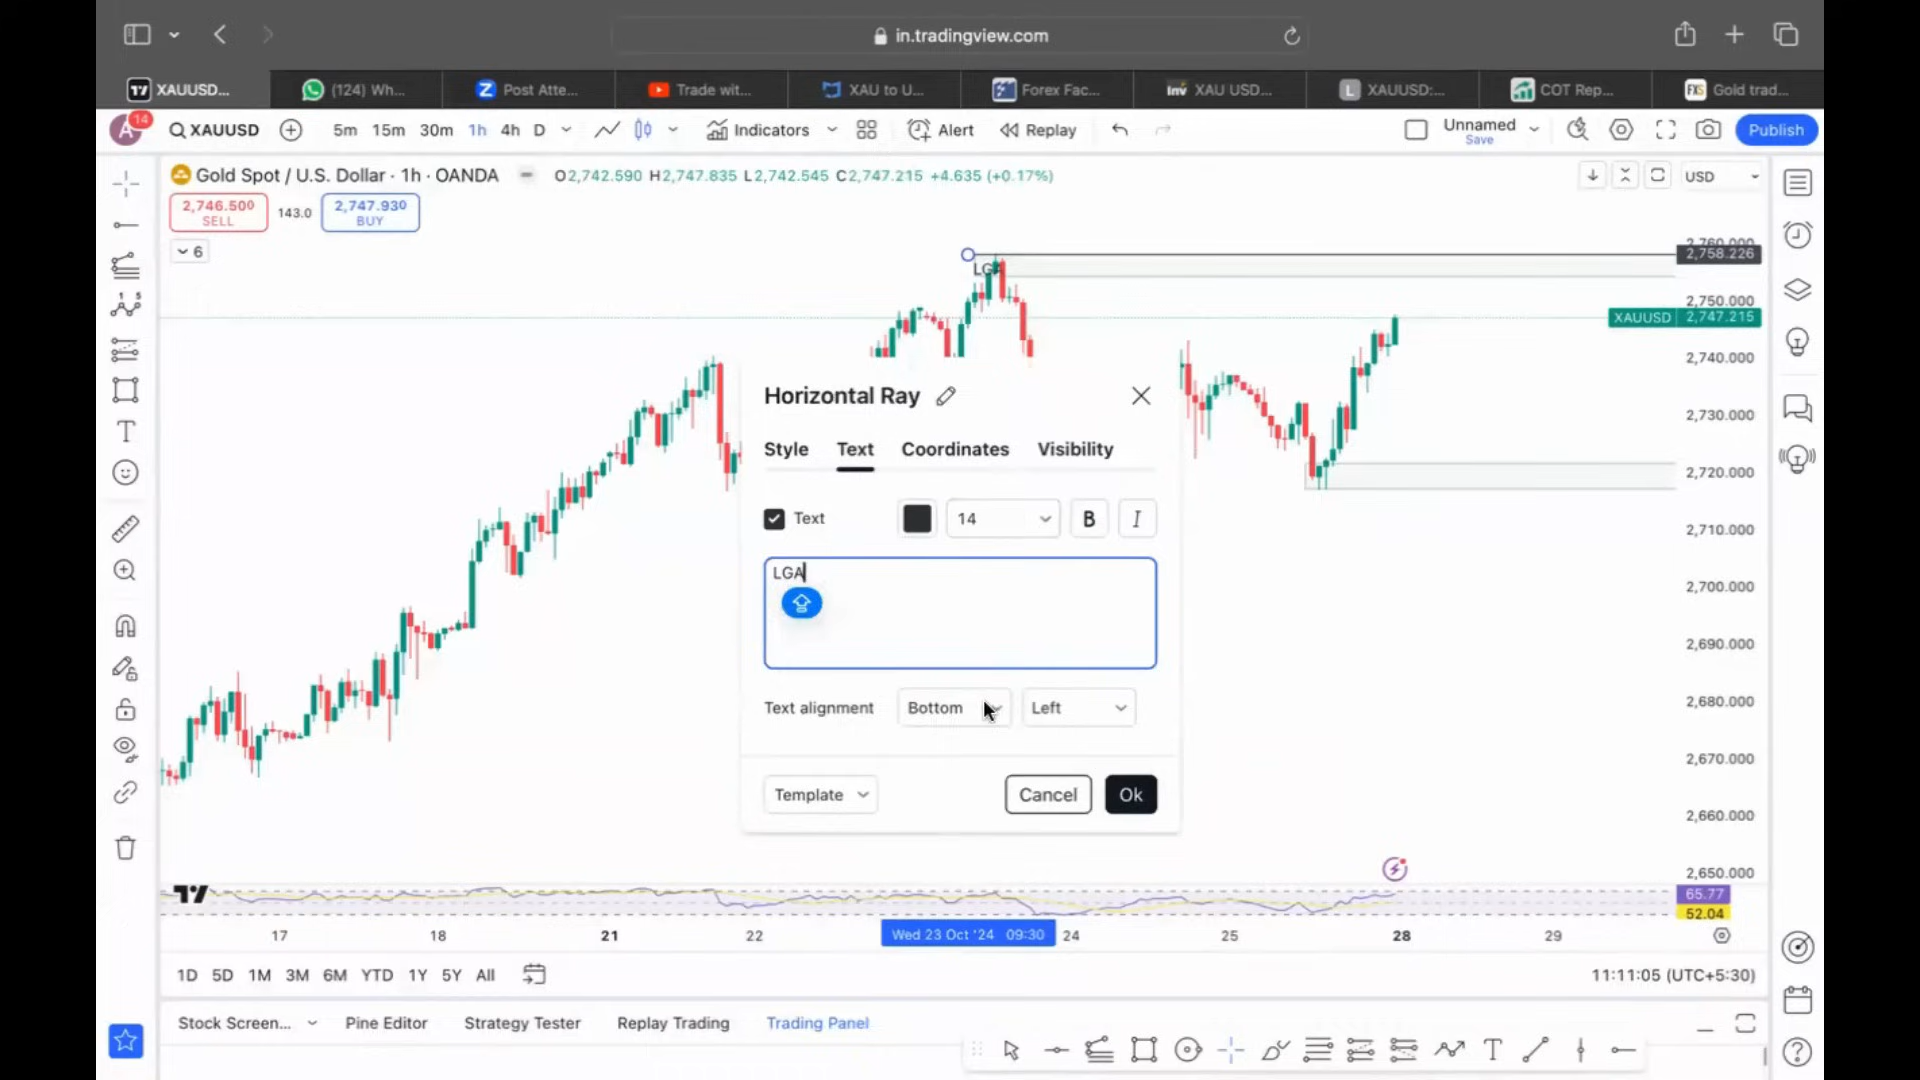 in.tradingview.com
XAUUSD...
(124) Wh...
Post Atte...
Trade wit...
XAU to U...
Forex Fac...
Inv XAU USD...
L XAUUSD:...
COT Rep...
FXS Gold trad...
A 14 XAUUSD 5m 15m 30m 1h 4h D Indicators Alert Replay Unnamed Save Publish
Gold Spot / U.S. Dollar · 1h · OANDA O2,742.590 H2,747.835 L2,742.545 C2,747.215 +4.635 (+0.17%) USD
2,746.500 SELL 143.0 2,747.930 BUY
6
LGA
2,758.226
2,750.000
XAUUSD 2,747.215
2,740.000
2,730.000
2,720.000
2,710.000
2,700.000
2,690.000
2,680.000
2,670.000
2,660.000
2,650.000
65.77
52.04
Horizontal Ray
Style Text Coordinates Visibility
Text 14 B I
LGA
Text alignment Bottom Left
Template Cancel Ok
17 18 21 22 Wed 23 Oct '24 09:30 24 25 28 29
1D 5D 1M 3M 6M YTD 1Y 5Y All 11:11:05 (UTC+5:30)
Stock Screen... Pine Editor Strategy Tester Replay Trading Trading Panel